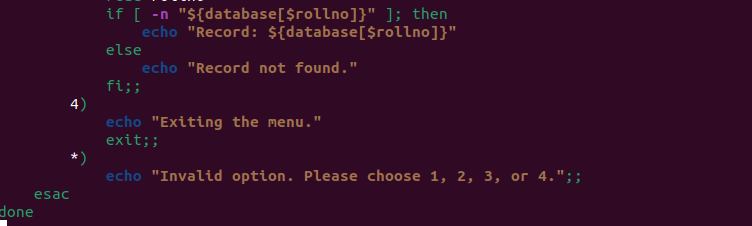 if [ -n "${database[$rollno]}" ]; then
echo "Record: ${database[$rollno]}"
else
echo "Record not found."
fi;;
4)
echo "Exiting the menu."
exit;;
*)
echo "Invalid option. Please choose 1, 2, 3, or 4.";;
esac
done